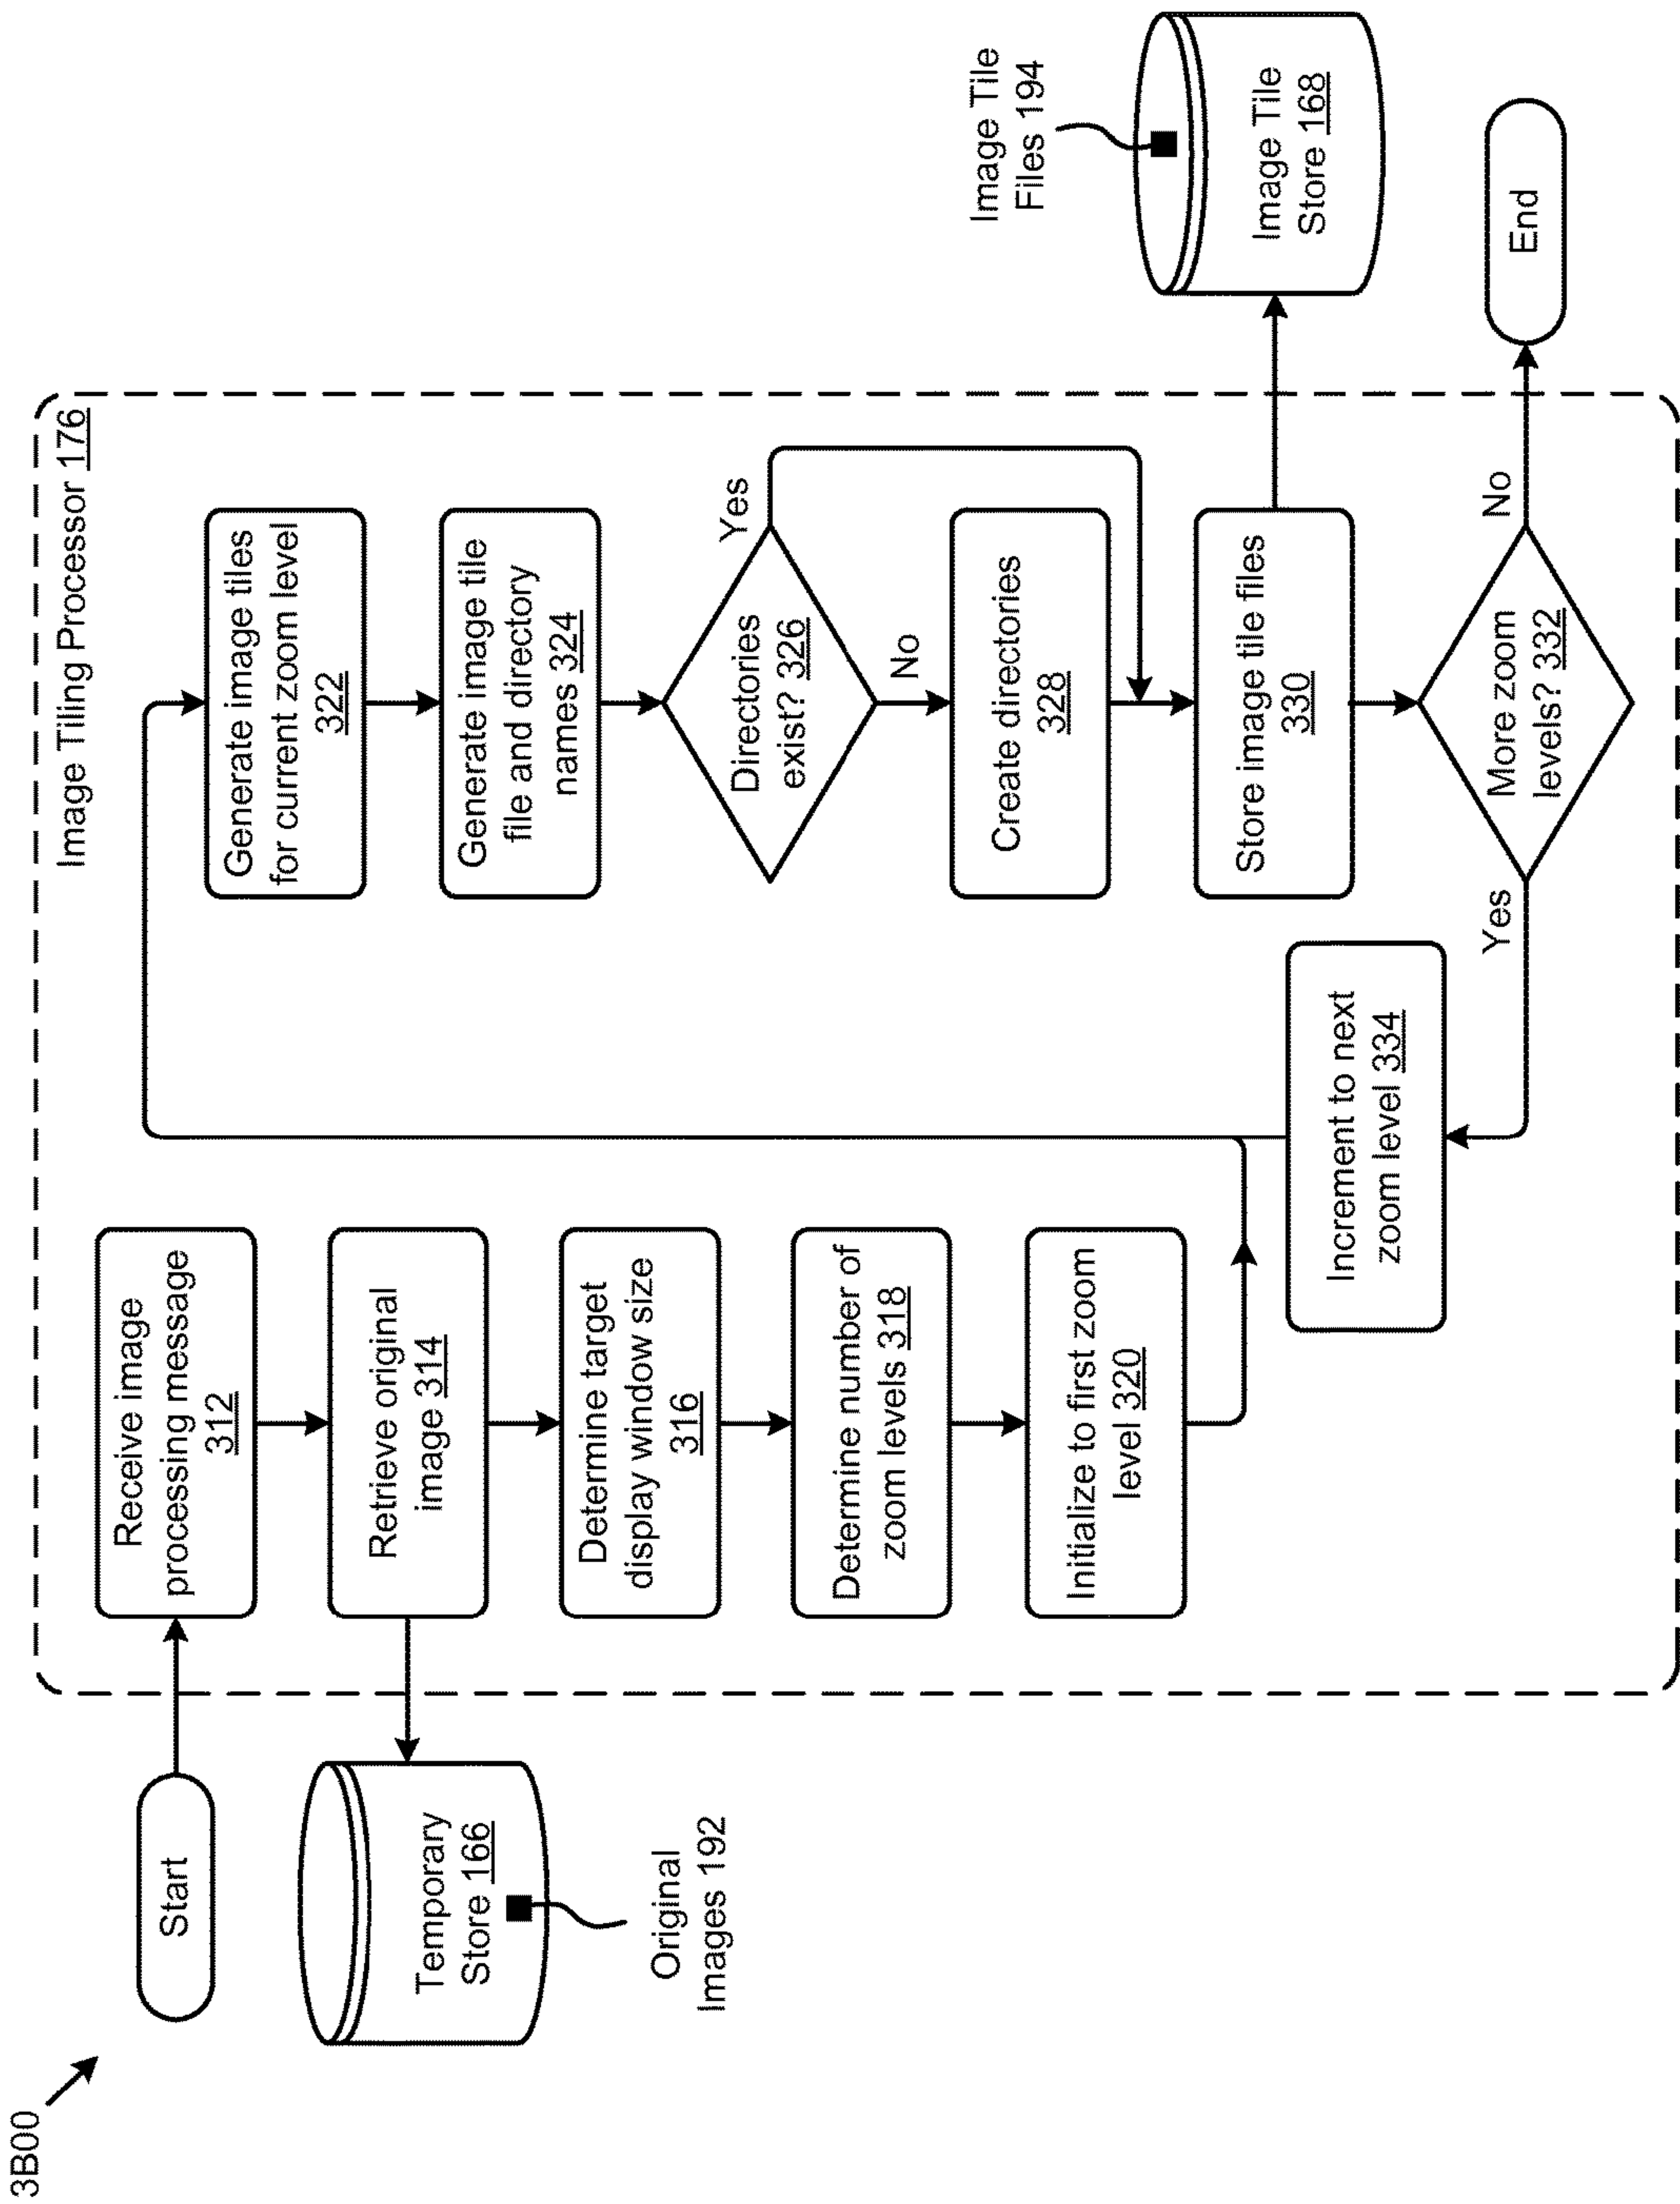 3B00
Start
Temporary
Store 166
Original
Images 192
Image Tiling Processor 176
Receive image
processing message
312
Retrieve original
image 314
Determine target
display window size
316
Determine number of
zoom levels 318
Initialize to first zoom
level 320
Increment to next
zoom level 334
Generate image tiles
for current zoom level
322
Generate image tile
file and directory
names 324
Directories
exist? 326
Yes
No
Create directories
328
Store image tile files
330
More zoom
levels? 332
Yes
No
Image Tile
Files 194
Image Tile
Store 168
End